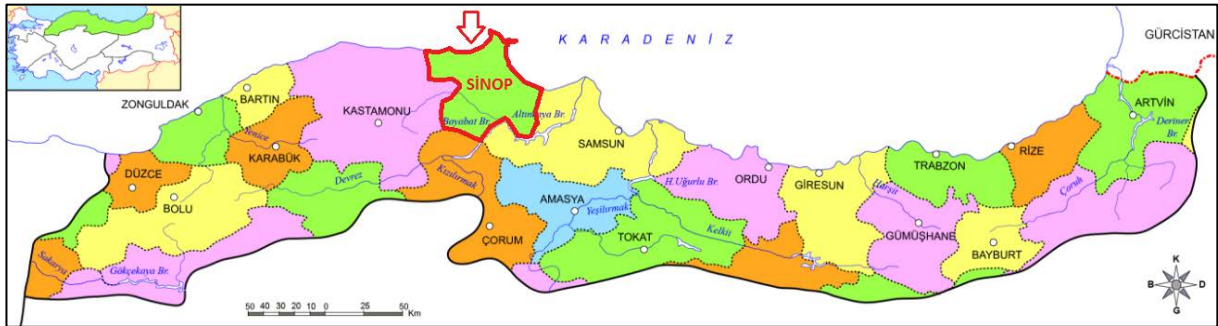 K A R A D E N İ Z
GÜRCİSTAN
SİNOP
ZONGULDAK
BARTIN
KASTAMONU
Boyabat Br.
Altınkaya Br.
ARTVİN
Deriner
Br.
Yenice
KARABÜK
SAMSUN
TRABZON
RİZE
DÜZCE
Devrez
Kızılırmak
H.Uğurlu Br.
ORDU
GİRESUN
Harşit
Çoruh
BOLU
AMASYA
Yeşilırmak
Kelkit
GÜMÜŞHANE
ÇORUM
TOKAT
BAYBURT
Sakarya
Gökçekaya Br.
50 40 30 20 10 0 25 50
Km
K
B D
G